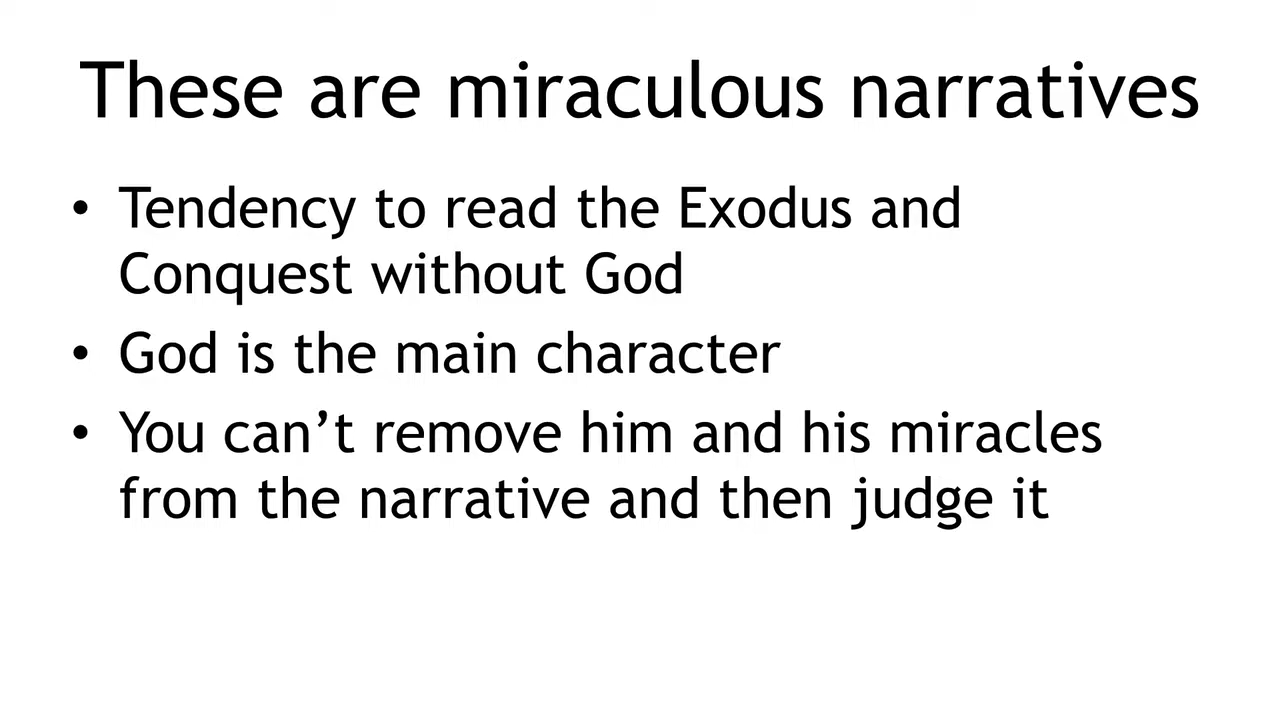 These are miraculous narratives
• Tendency to read the Exodus and
Conquest without God
• God is the main character
• You can’t remove him and his miracles
from the narrative and then judge it